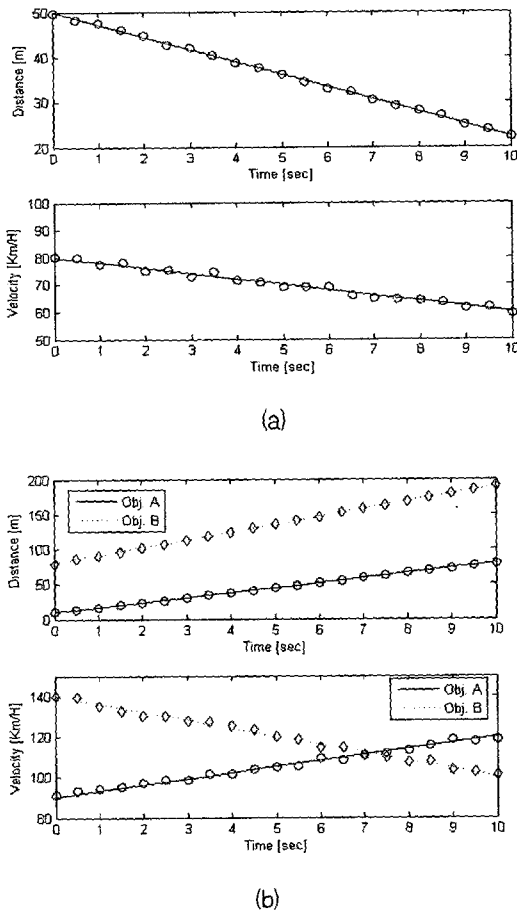 50
40
30
20
Distance [m]
0 1 2 3 4 5 6 7 8 9 10
Time [sec]
100
90
80
70
60
50
Velocity [Km/H]
0 1 2 3 4 5 6 7 8 9 10
Time [sec]
(a)
200
150
100
50
0
Distance [m]
Obj. A
Obj. B
0 1 2 3 4 5 6 7 8 9 10
Time [sec]
140
120
100
80
Velocity [Km/H]
Obj. A
Obj. B
0 1 2 3 4 5 6 7 8 9 10
Time [sec]
(b)